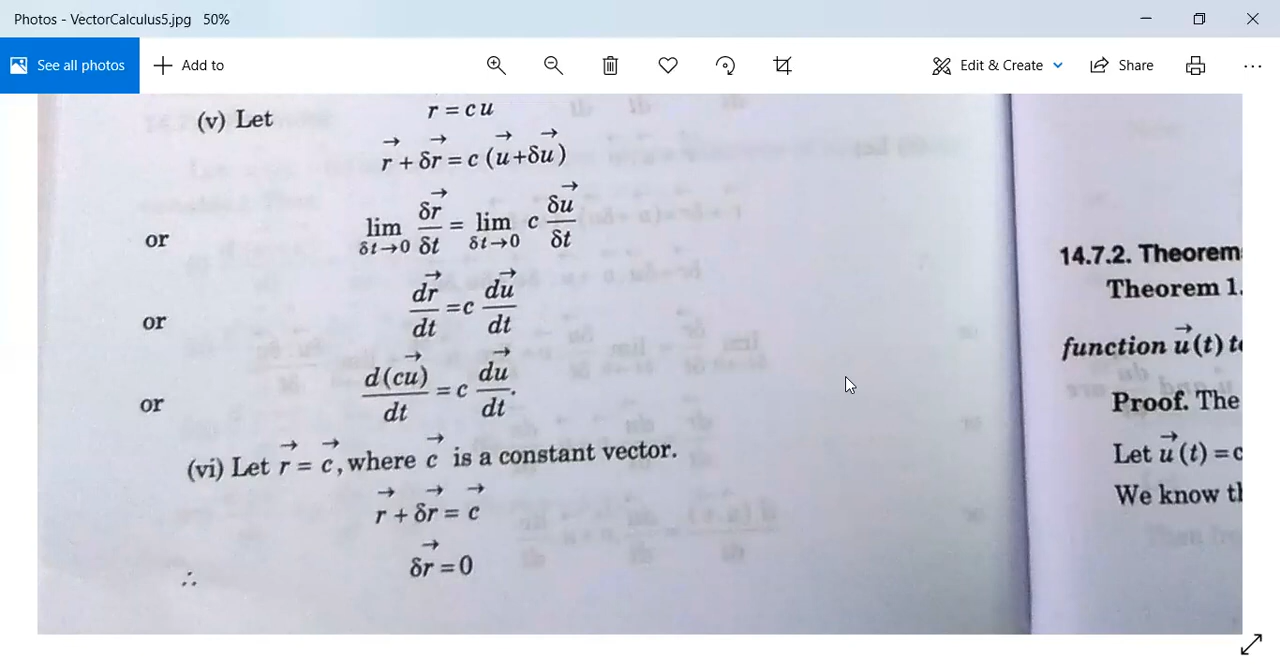 Photos - VectorCalculus5.jpg 50%
See all photos
Add to
Edit & Create
Share
(v) Let r = c u
r⃗ + δr⃗ = c (u⃗+δu⃗)
or lim δt→0 δr⃗/δt = lim δt→0 c δu⃗/δt
or dr⃗/dt = c du⃗/dt
or d(cu⃗)/dt = c du⃗/dt.
(vi) Let r⃗ = c⃗, where c⃗ is a constant vector.
r⃗ + δr⃗ = c⃗
∴ δr⃗ = 0
14.7.2. Theorem
Theorem 1.
function u⃗(t) t
Proof. The
Let u⃗(t) = c
We know